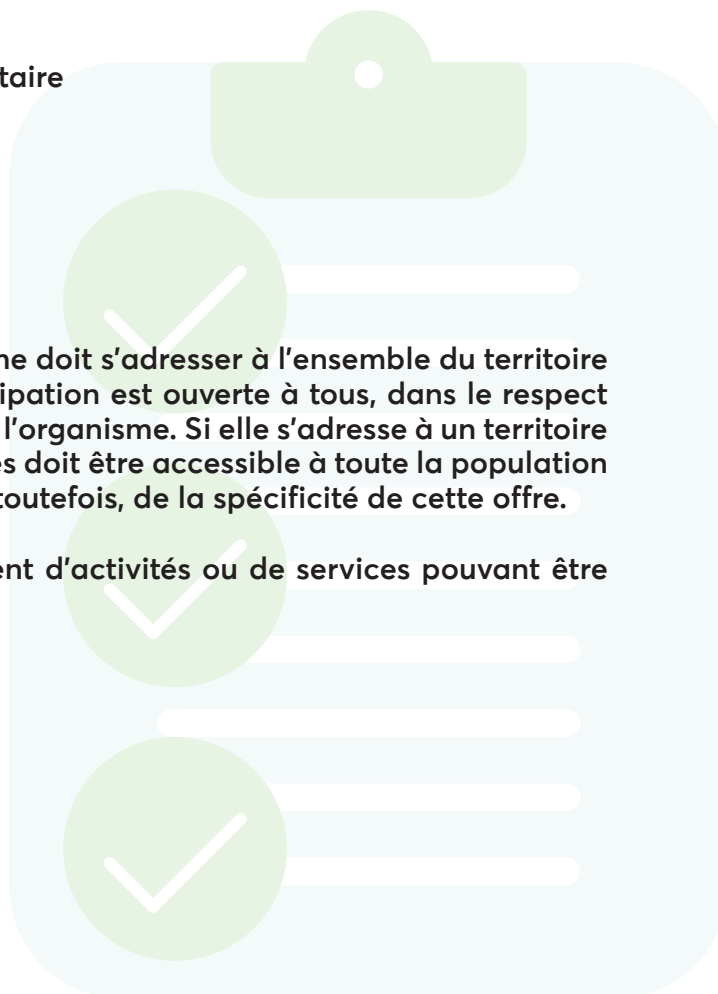 taire
ne doit s’adresser à l’ensemble du territoire
ipation est ouverte à tous, dans le respect
l’organisme. Si elle s’adresse à un territoire
es doit être accessible à toute la population
toutefois, de la spécificité de cette offre.
ent d’activités ou de services pouvant être